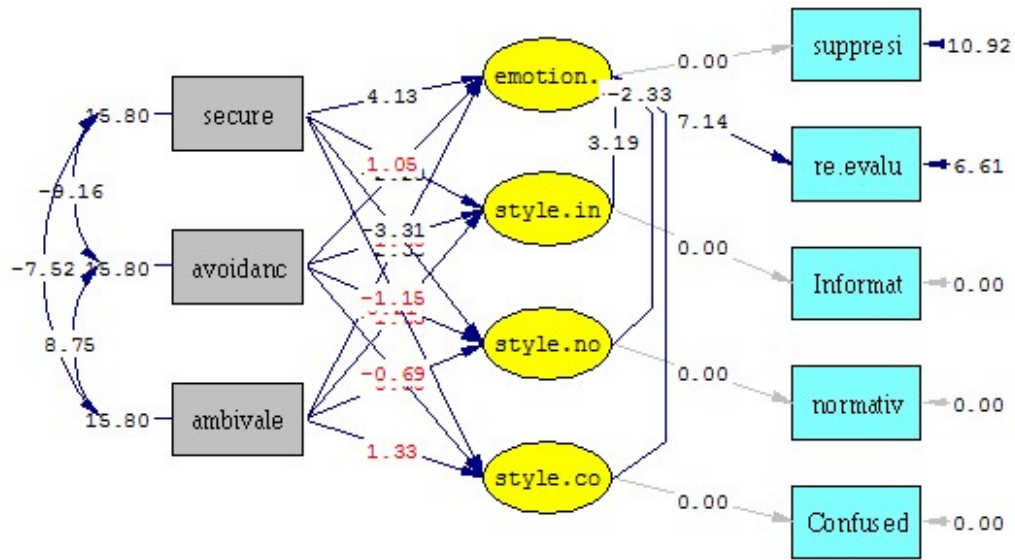 suppresi
10.92
emotion.
0.00
-2.33
4.13
15.80
secure
7.14
3.19
re.evalu
6.61
1.05
-9.16
style.in
-3.31
0.00
-7.52
15.80
avoidanc
Informat
0.00
-1.15
8.75
style.no
-0.69
0.00
normativ
0.00
15.80
ambivale
1.33
style.co
0.00
Confused
0.00